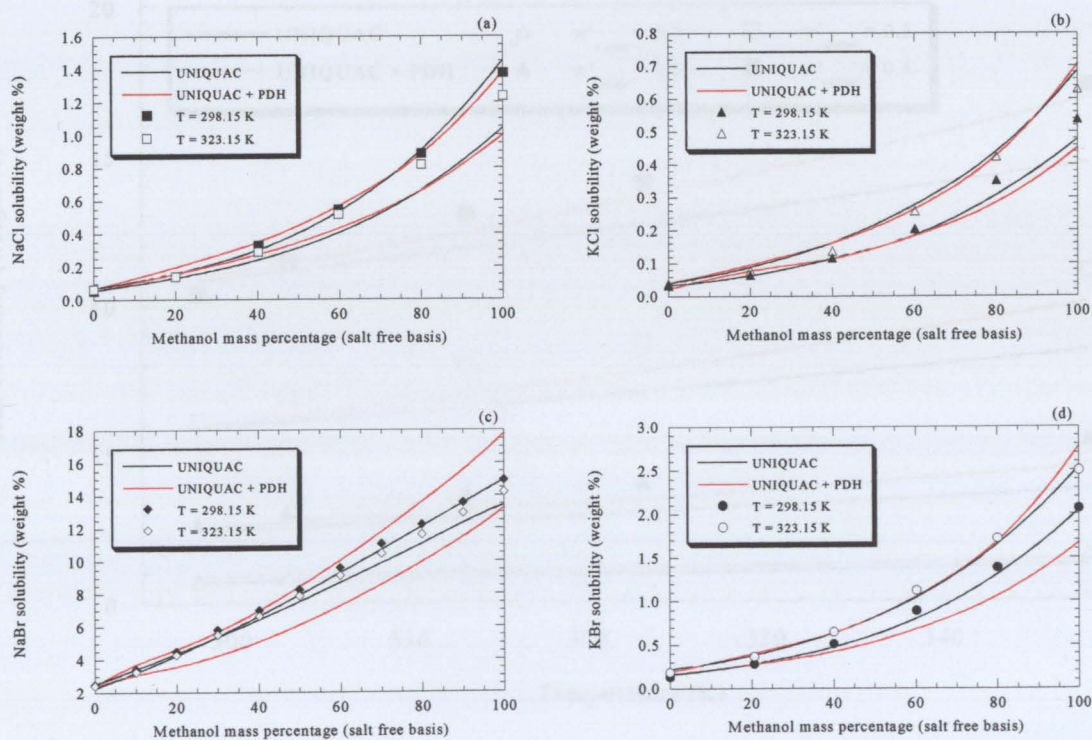 (a)
NaCl solubility (weight %)
1.6
1.4
1.2
1.0
0.8
0.6
0.4
0.2
0.0
UNIQUAC
UNIQUAC + PDH
T = 298.15 K
T = 323.15 K
0 20 40 60 80 100
Methanol mass percentage (salt free basis)
(b)
KCl solubility (weight %)
0.8
0.7
0.6
0.5
0.4
0.3
0.2
0.1
0.0
UNIQUAC
UNIQUAC + PDH
T = 298.15 K
T = 323.15 K
0 20 40 60 80 100
Methanol mass percentage (salt free basis)
(c)
NaBr solubility (weight %)
18
16
14
12
10
8
6
4
2
UNIQUAC
UNIQUAC + PDH
T = 298.15 K
T = 323.15 K
0 20 40 60 80 100
Methanol mass percentage (salt free basis)
(d)
KBr solubility (weight %)
3.0
2.5
2.0
1.5
1.0
0.5
0.0
UNIQUAC
UNIQUAC + PDH
T = 298.15 K
T = 323.15 K
0 20 40 60 80 100
Methanol mass percentage (salt free basis)